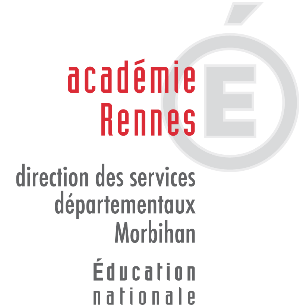 académie
Rennes
É
direction des services
départementaux
Morbihan
Éducation
nationale